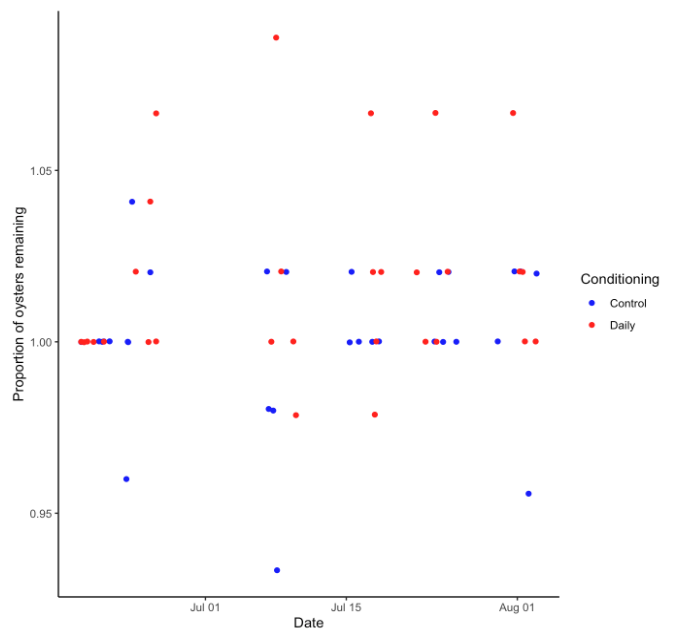 Proportion of oysters remaining
1.05
1.00
0.95
Jul 01
Jul 15
Aug 01
Date
Conditioning
Control
Daily